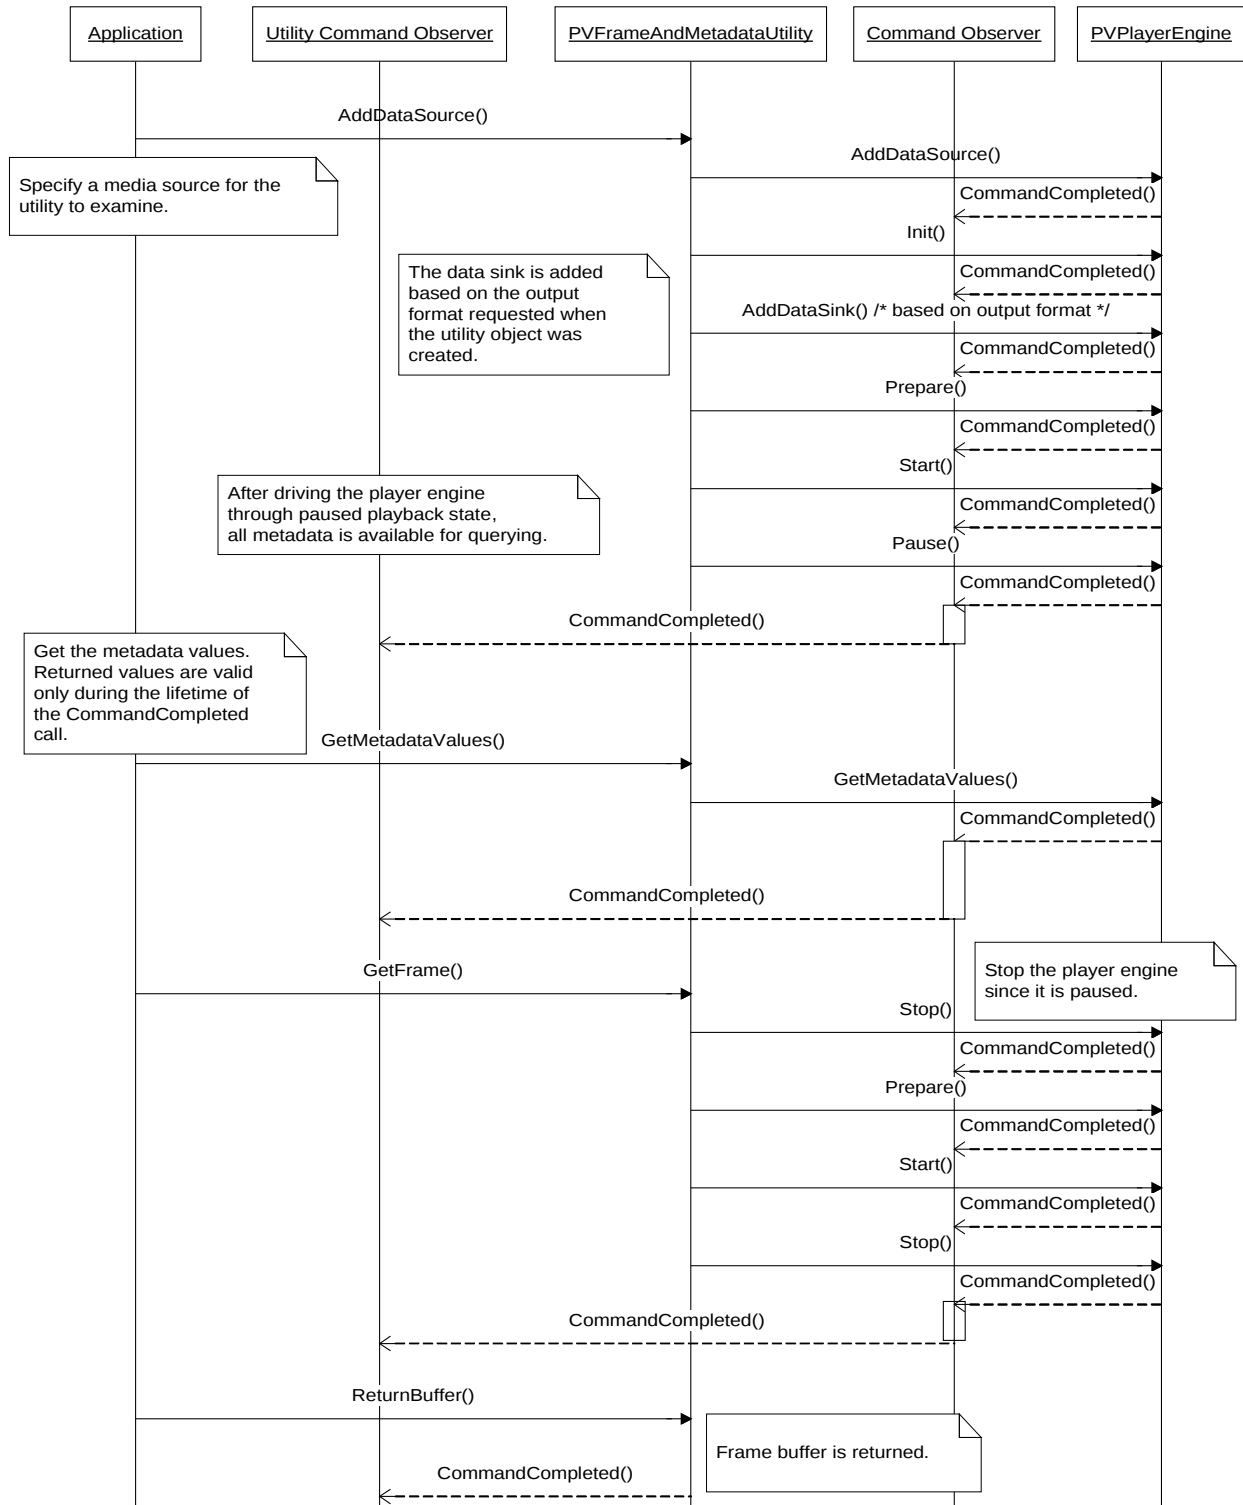 Application
Utility Command Observer
PVFrameAndMetadataUtility
Command Observer
PVPlayerEngine
AddDataSource()
AddDataSource()
Specify a media source for the
utility to examine.
CommandCompleted()
Init()
The data sink is added
based on the output
format requested when
the utility object was
created.
CommandCompleted()
AddDataSink() /* based on output format */
CommandCompleted()
Prepare()
CommandCompleted()
Start()
After driving the player engine
through paused playback state,
all metadata is available for querying.
CommandCompleted()
Pause()
CommandCompleted()
CommandCompleted()
Get the metadata values.
Returned values are valid
only during the lifetime of
the CommandCompleted
call.
GetMetadataValues()
GetMetadataValues()
CommandCompleted()
CommandCompleted()
GetFrame()
Stop the player engine
since it is paused.
Stop()
CommandCompleted()
Prepare()
CommandCompleted()
Start()
CommandCompleted()
Stop()
CommandCompleted()
CommandCompleted()
ReturnBuffer()
Frame buffer is returned.
CommandCompleted()